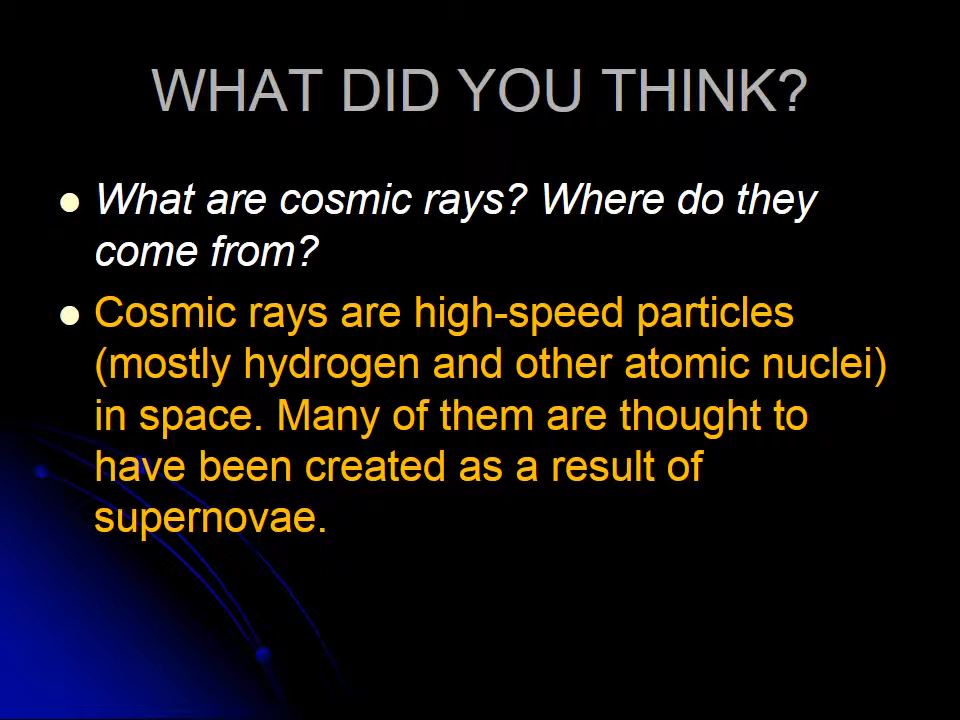 WHAT DID YOU THINK?
What are cosmic rays? Where do they
come from?
Cosmic rays are high-speed particles
(mostly hydrogen and other atomic nuclei)
in space. Many of them are thought to
have been created as a result of
supernovae.